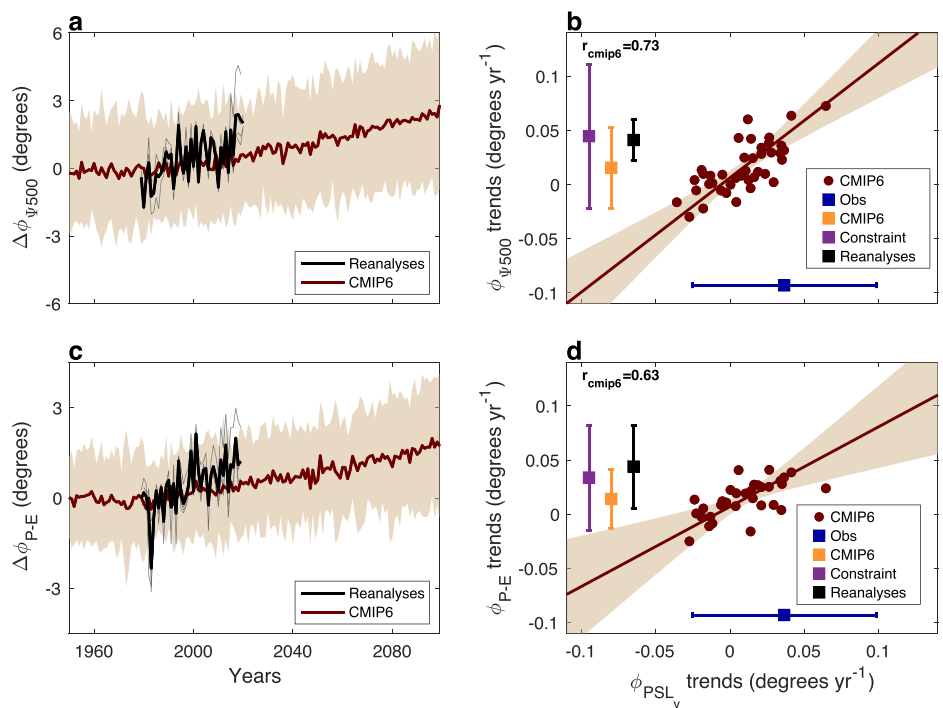 a
6
3
0
-3
-6
Δϕ_Ψ500 (degrees)
Reanalyses
CMIP6
b
r_cmip6=0.73
0.1
0.05
0
-0.05
-0.1
ϕ_Ψ500 trends (degrees yr⁻¹)
CMIP6
Obs
CMIP6
Constraint
Reanalyses
c
3
0
-3
Δϕ_P-E (degrees)
Reanalyses
CMIP6
1960 2000 2040 2080
Years
d
r_cmip6=0.63
0.1
0.05
0
-0.05
-0.1
ϕ_P-E trends (degrees yr⁻¹)
CMIP6
Obs
CMIP6
Constraint
Reanalyses
-0.1 -0.05 0 0.05 0.1
ϕ_PSL_y trends (degrees yr⁻¹)